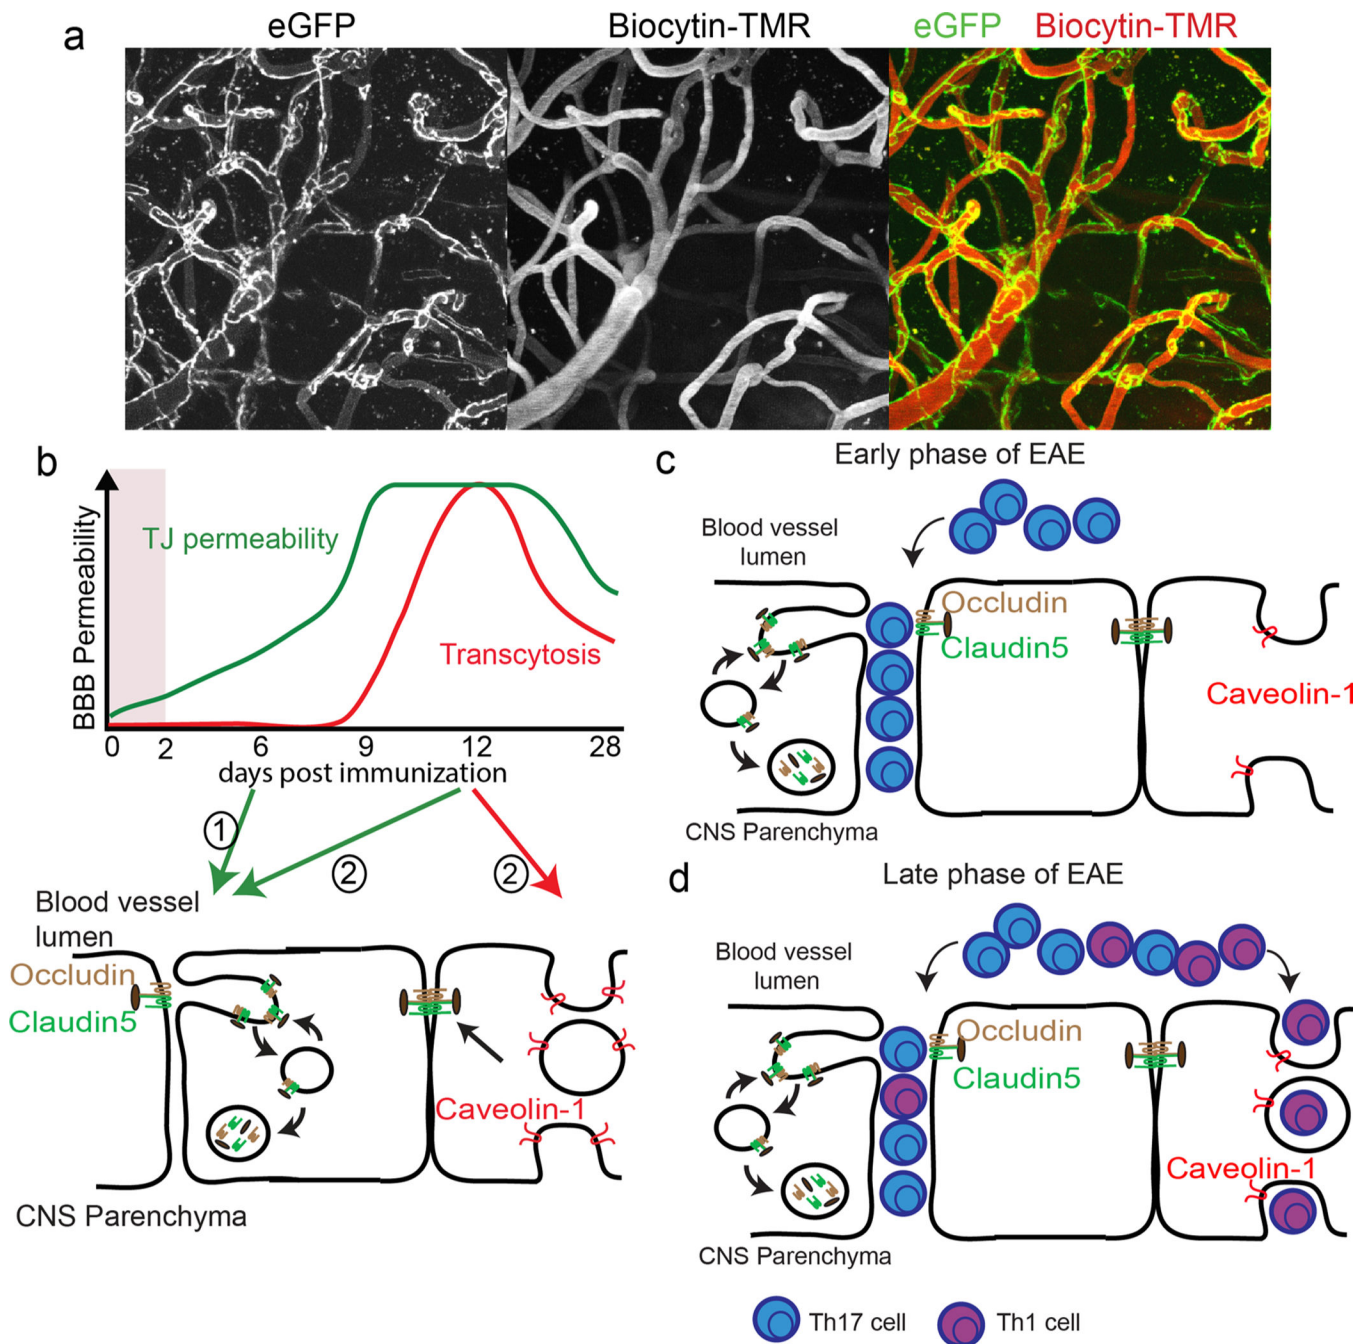 a
eGFP
Biocytin-TMR
eGFP Biocytin-TMR
b
BBB Permeability
TJ permeability
Transcytosis
0 2 6 9 12 28
days post immunization
1
2
2
Blood vessel
lumen
Occludin
Claudin5
Caveolin-1
CNS Parenchyma
c
Early phase of EAE
Blood vessel
lumen
Occludin
Claudin5
Caveolin-1
CNS Parenchyma
d
Late phase of EAE
Blood vessel
lumen
Occludin
Claudin5
Caveolin-1
CNS Parenchyma
Th17 cell
Th1 cell